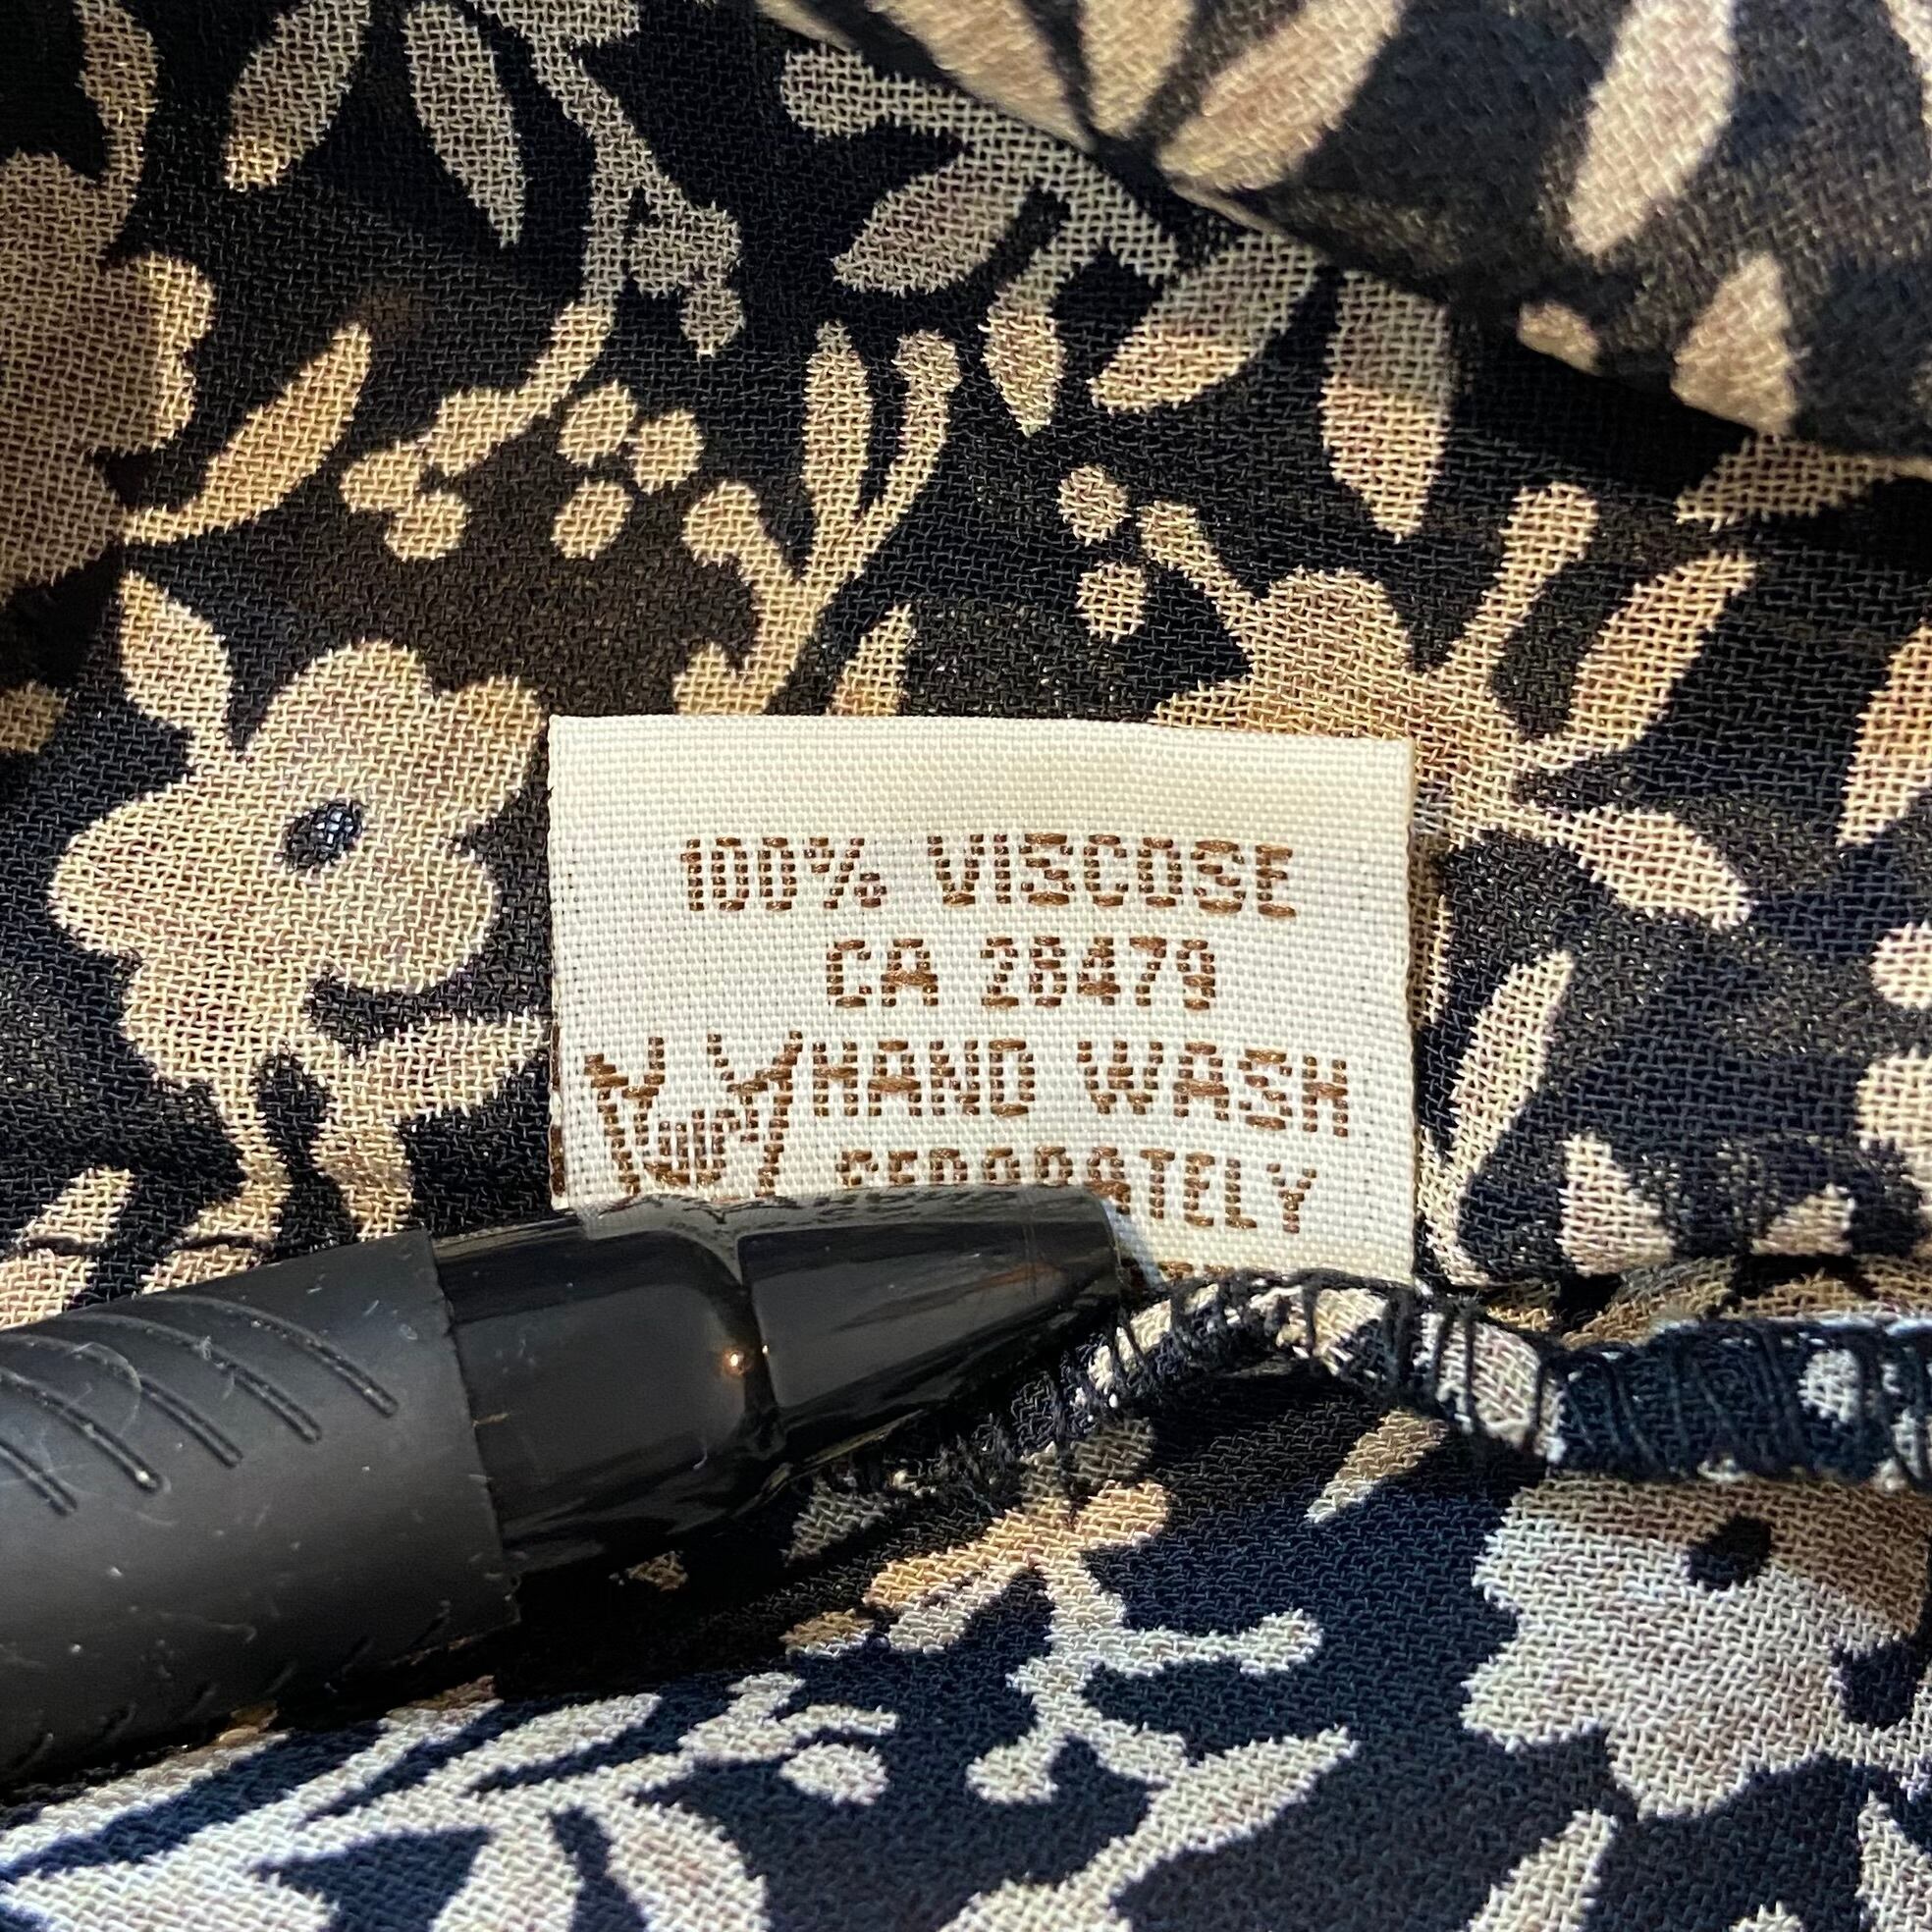 100% VISCOSE
CA 28479
HAND WASH
SEPARATELY